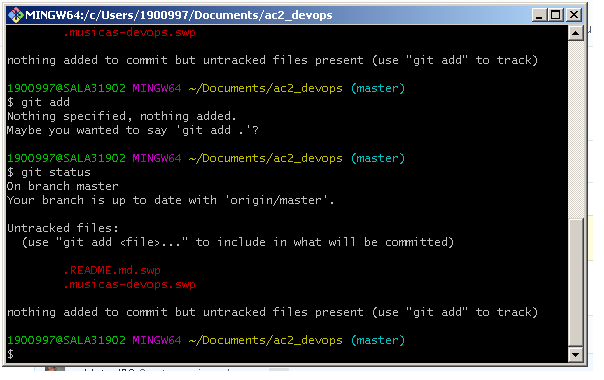 MINGW64:/c/Users/1900997/Documents/ac2_devops
.musicas-devops.swp
nothing added to commit but untracked files present (use "git add" to track)
1900997@SALA31902 MINGW64 ~/Documents/ac2_devops (master)
$ git add
Nothing specified, nothing added.
Maybe you wanted to say 'git add .'?
1900997@SALA31902 MINGW64 ~/Documents/ac2_devops (master)
$ git status
On branch master
Your branch is up to date with 'origin/master'.
Untracked files:
(use "git add <file>..." to include in what will be committed)
.README.md.swp
.musicas-devops.swp
nothing added to commit but untracked files present (use "git add" to track)
1900997@SALA31902 MINGW64 ~/Documents/ac2_devops (master)
$